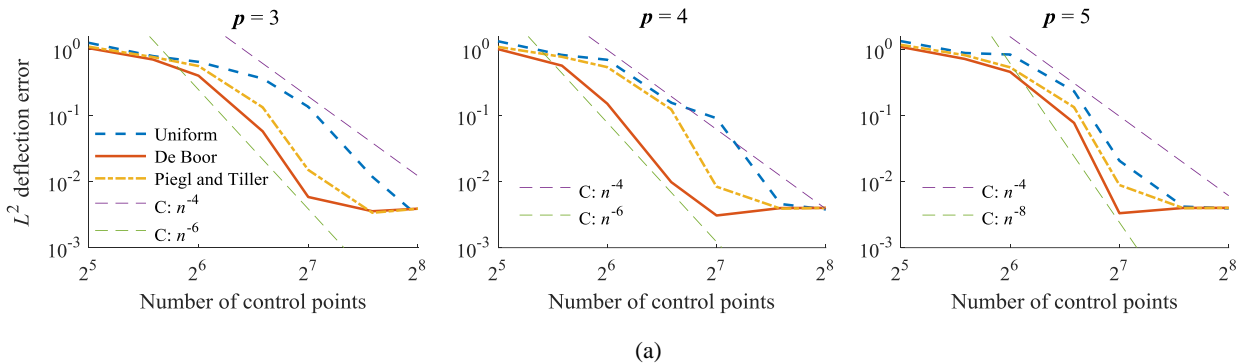 p = 3
p = 4
p = 5
L² deflection error
10⁰
10⁻¹
10⁻²
10⁻³
Uniform
De Boor
Piegl and Tiller
C: n⁻⁴
C: n⁻⁶
2⁵ 2⁶ 2⁷ 2⁸
Number of control points
10⁰
10⁻¹
10⁻²
10⁻³
C: n⁻⁴
C: n⁻⁶
2⁵ 2⁶ 2⁷ 2⁸
Number of control points
10⁰
10⁻¹
10⁻²
10⁻³
C: n⁻⁴
C: n⁻⁸
2⁵ 2⁶ 2⁷ 2⁸
Number of control points
(a)